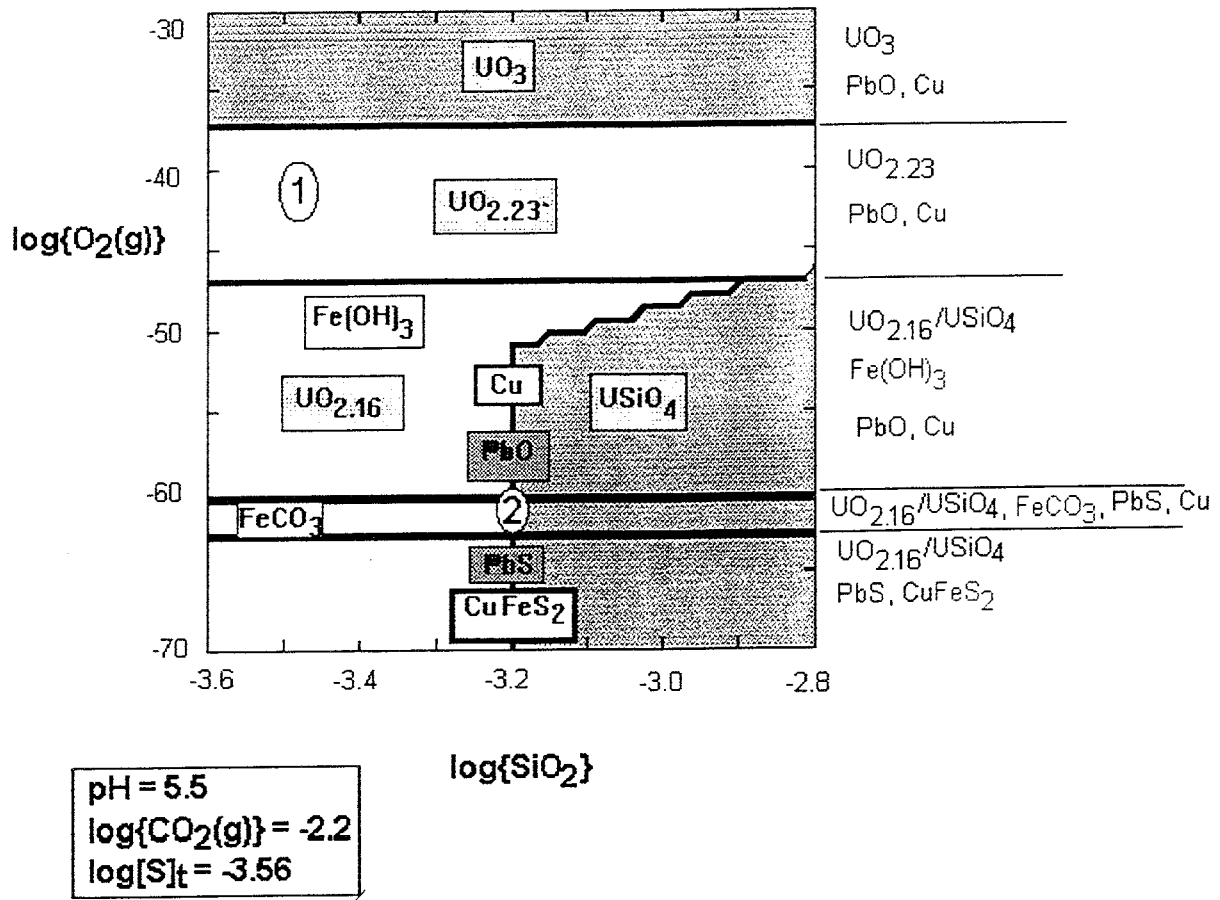 -30
UO3
UO3
PbO, Cu
-40
1
UO2.23
UO2.23
PbO, Cu
log{O2(g)}
-50
Fe(OH)3
Cu
UO2.16
USiO4
PbO
UO2.16/USiO4
Fe(OH)3
PbO, Cu
-60
FeCO3
2
UO2.16/USiO4, FeCO3, PbS, Cu
PbS
CuFeS2
UO2.16/USiO4
PbS, CuFeS2
-70
-3.6 -3.4 -3.2 -3.0 -2.8
log{SiO2}
pH = 5.5
log{CO2(g)} = -2.2
log[S]t = -3.56